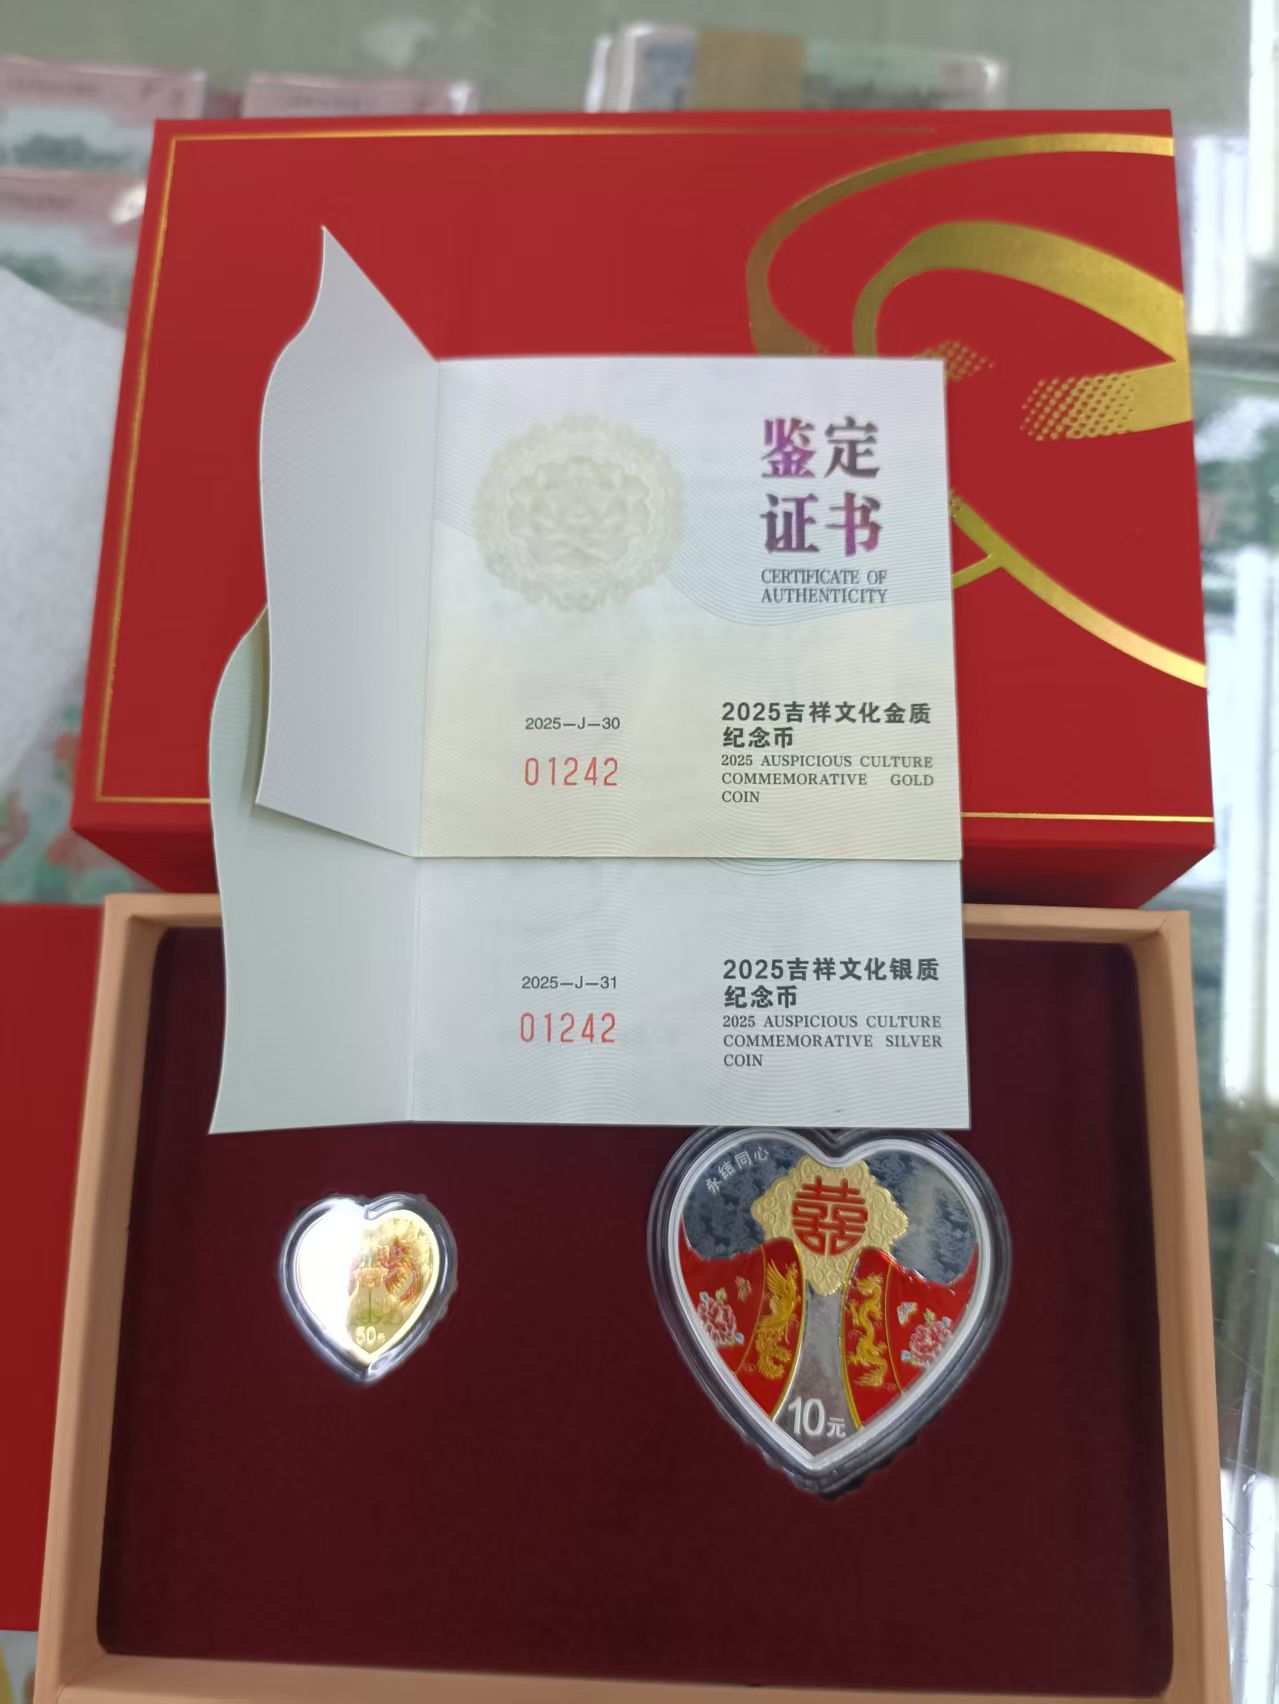 鉴定
证书
CERTIFICATE OF
AUTHENTICITY
2025-J-30
01242
2025吉祥文化金质
纪念币
2025 AUSPICIOUS CULTURE
COMMEMORATIVE GOLD
COIN
2025-J-31
01242
2025吉祥文化银质
纪念币
2025 AUSPICIOUS CULTURE
COMMEMORATIVE SILVER
COIN
永结同心
囍
50元
10元